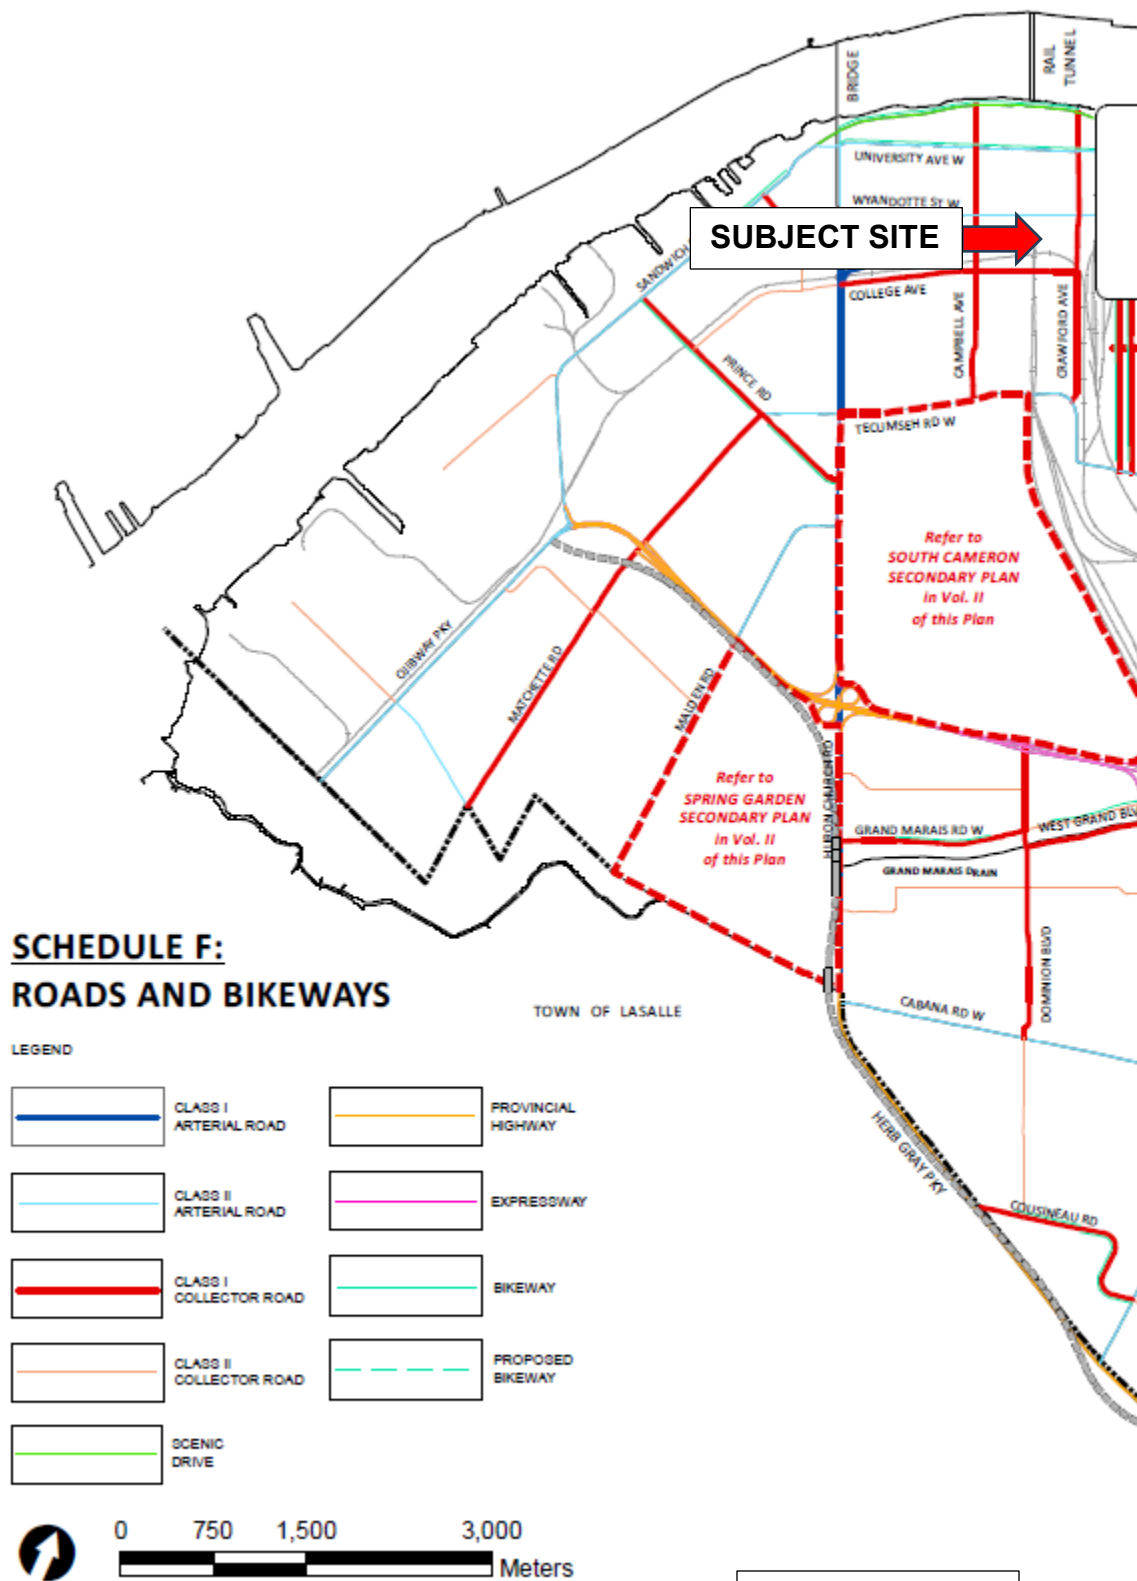 BRIDGE
RAIL
TUNNEL
UNIVERSITY AVE W
WYANDOTTE ST W
SUBJECT SITE
SANDWICH
COLLEGE AVE
CAMPBELL AVE
CRAWFORD AVE
PRINCE RD
TECUMSEH RD W
Refer to
SOUTH CAMERON
SECONDARY PLAN
in Vol. II
of this Plan
OJIBWAY PKY
MATCHETTE RD
MALDEN RD
HURON CHURCH RD
Refer to
SPRING GARDEN
SECONDARY PLAN
in Vol. II
of this Plan
GRAND MARAIS RD W
WEST GRAND BLV
GRAND MARAIS DRAIN
DOMINION BLVD
CABANA RD W
TOWN OF LASALLE
HERB GRAY PKY
COUSINEAU RD
SCHEDULE F:
ROADS AND BIKEWAYS
LEGEND
CLASS I
ARTERIAL ROAD
CLASS II
ARTERIAL ROAD
CLASS I
COLLECTOR ROAD
CLASS II
COLLECTOR ROAD
SCENIC
DRIVE
PROVINCIAL
HIGHWAY
EXPRESSWAY
BIKEWAY
PROPOSED
BIKEWAY
0 750 1,500 3,000
Meters